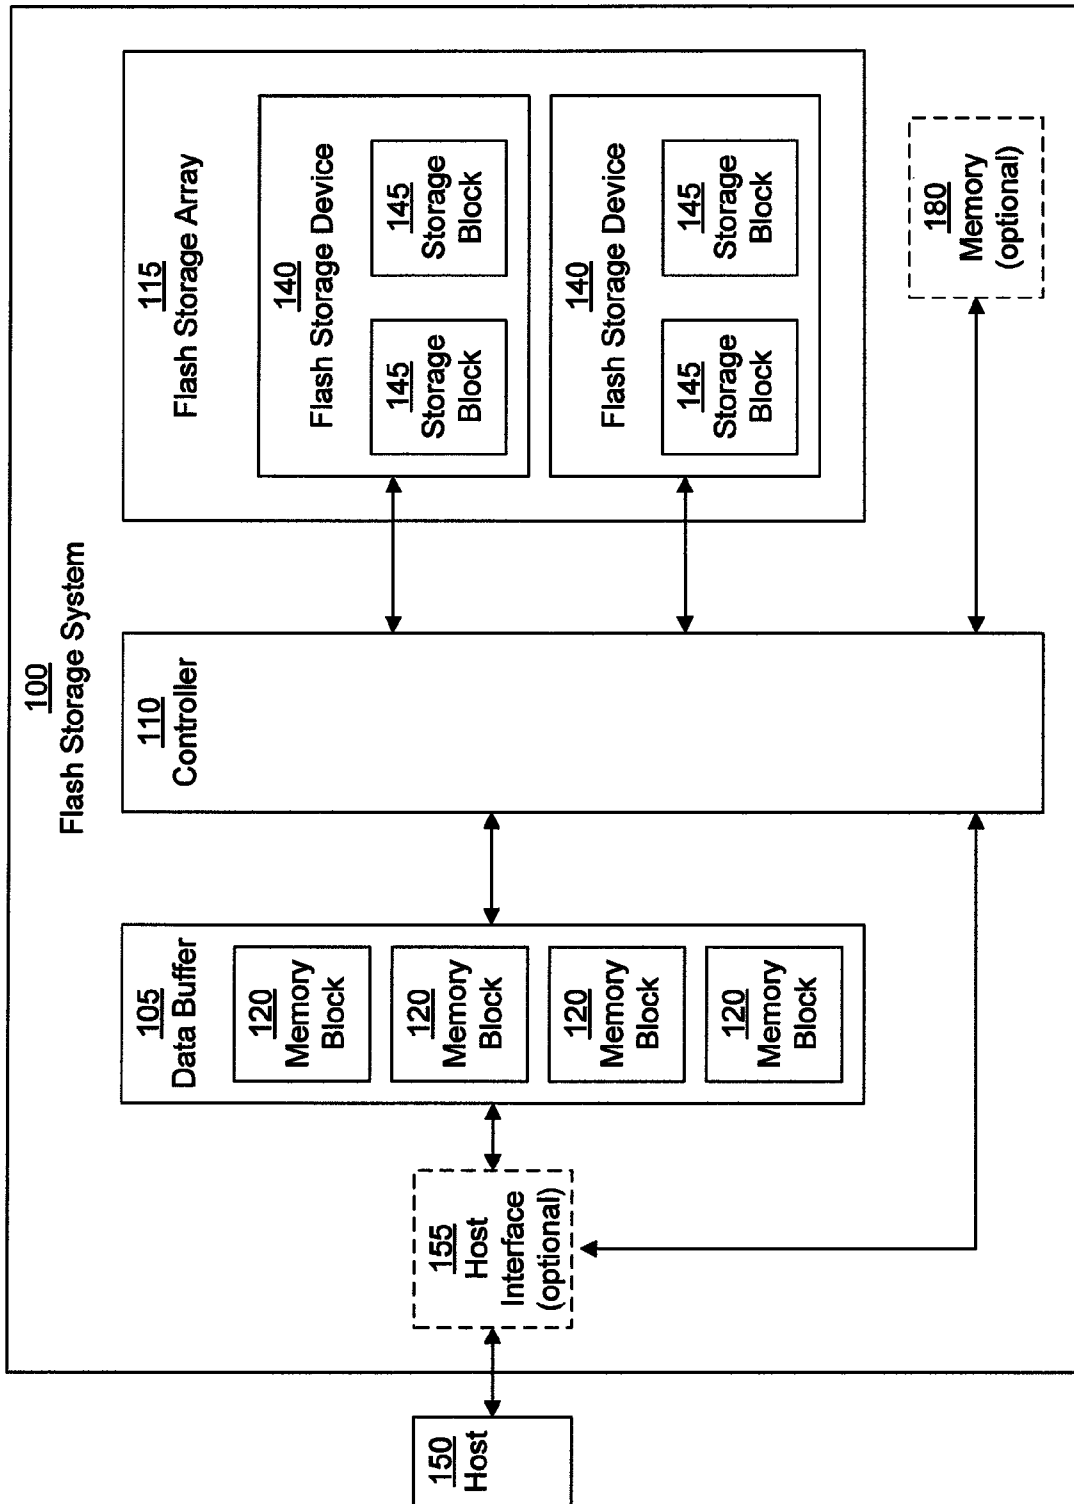 100
Flash Storage System
150
Host
155
Host
Interface
(optional)
105
Data Buffer
120
Memory
Block
120
Memory
Block
120
Memory
Block
120
Memory
Block
110
Controller
115
Flash Storage Array
140
Flash Storage Device
145
Storage
Block
145
Storage
Block
140
Flash Storage Device
145
Storage
Block
145
Storage
Block
180
Memory
(optional)